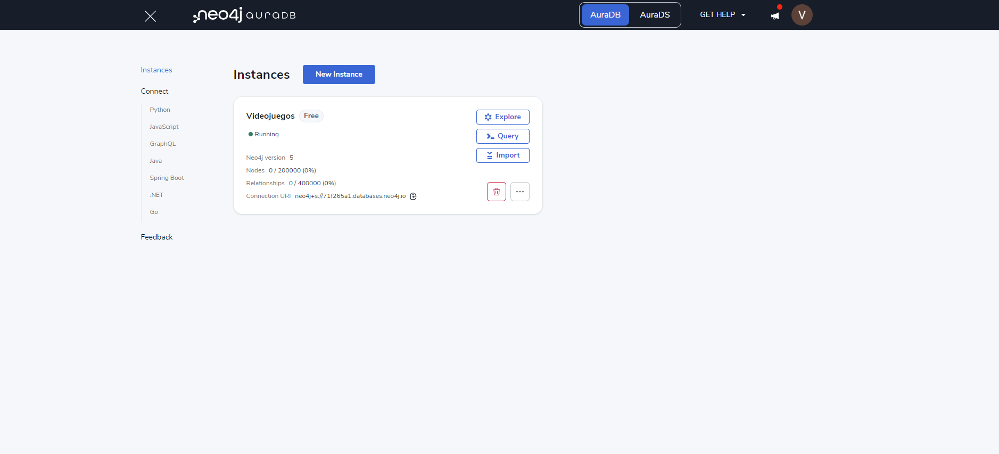 neo4j auraDB
AuraDB
AuraDS
GET HELP
V
Instances
Connect
Python
JavaScript
GraphQL
Java
Spring Boot
.NET
Go
Feedback
Instances
New Instance
Videojuegos Free
Running
Neo4j version 5
Nodes 0 / 200000 (0%)
Relationships 0 / 400000 (0%)
Connection URI neo4j+s://71f265a1.databases.neo4j.io
Explore
Query
Import